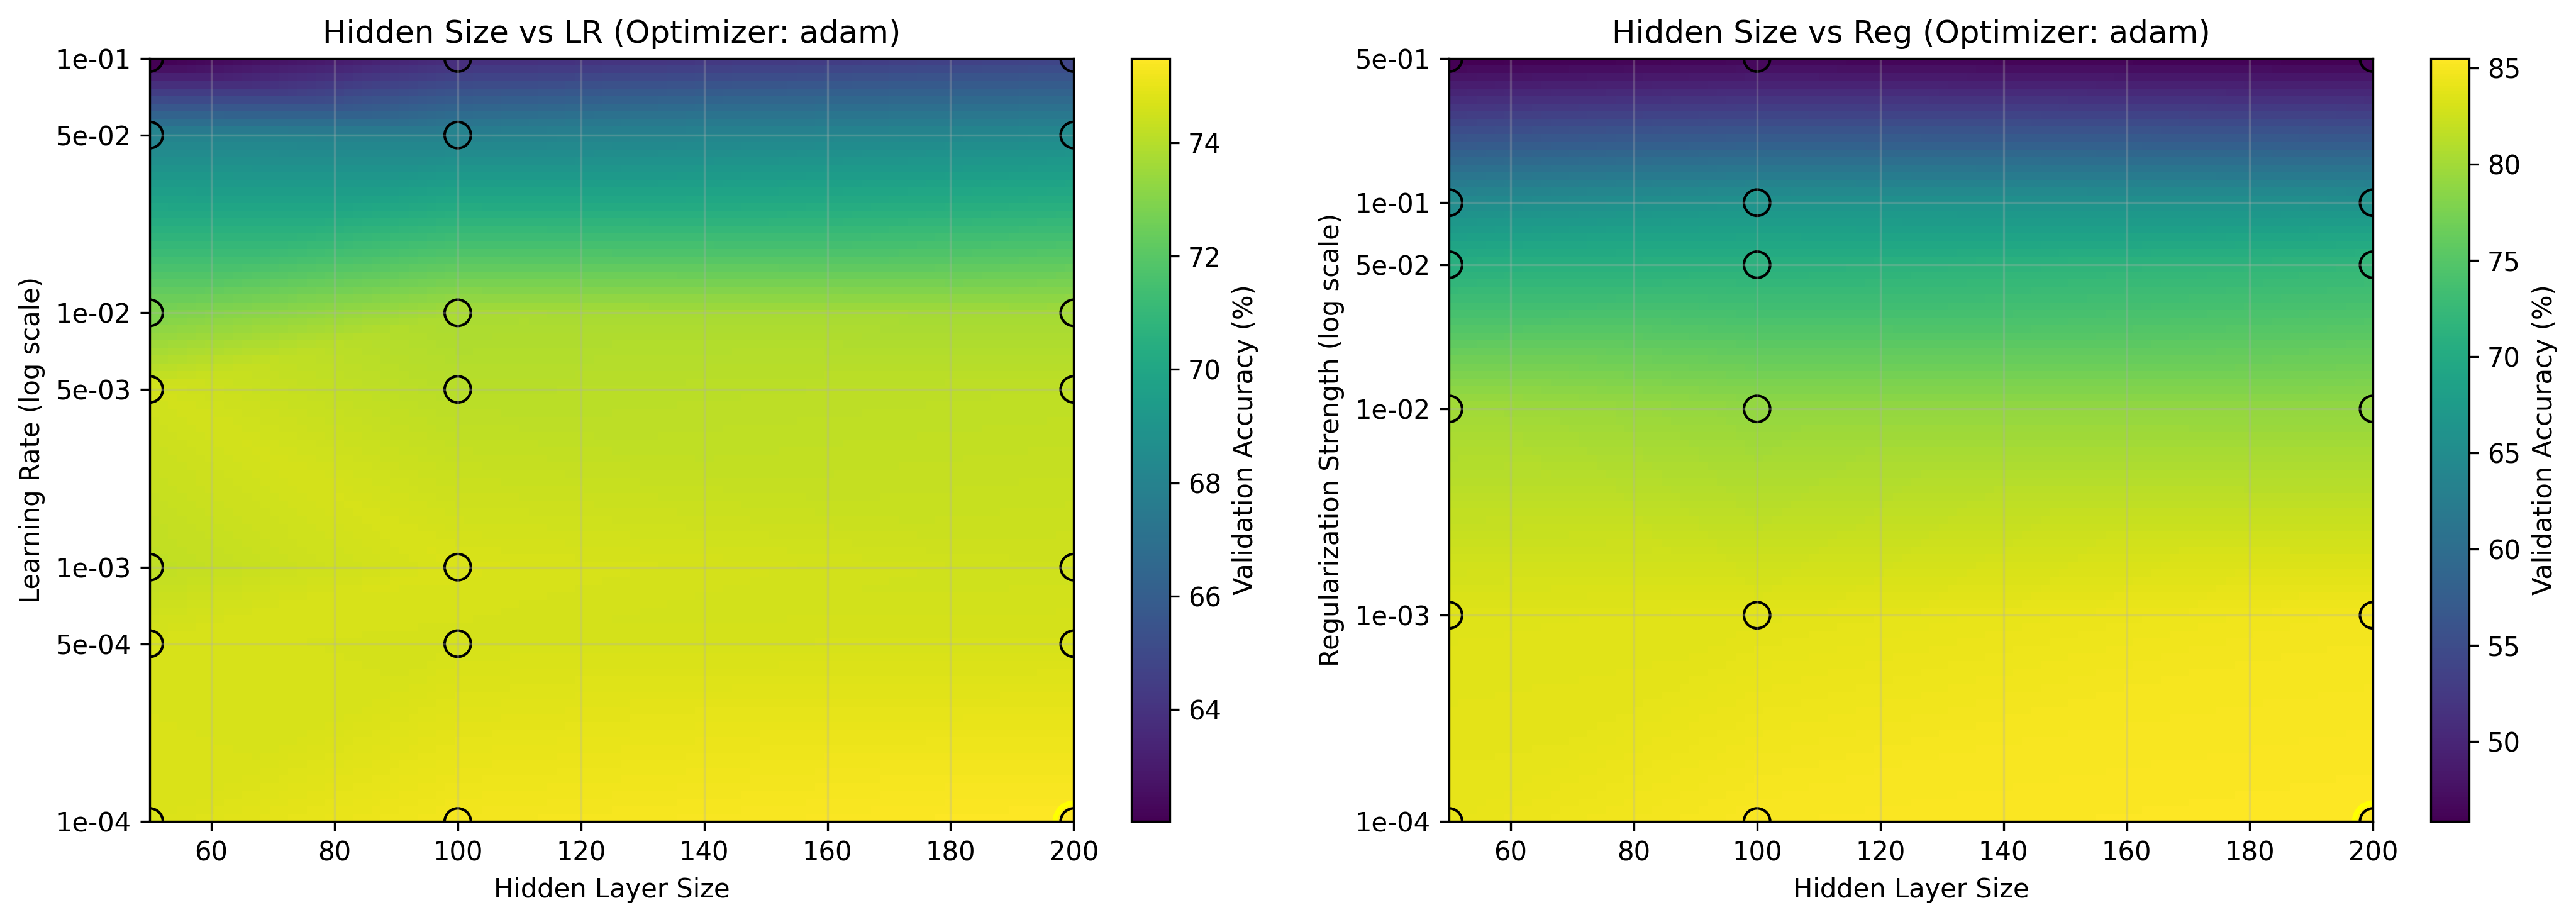 Hidden Size vs LR (Optimizer: adam)
Learning Rate (log scale)
1e-01
5e-02
1e-02
5e-03
1e-03
5e-04
1e-04
60 80 100 120 140 160 180 200
Hidden Layer Size
74
72
70
68
66
64
Validation Accuracy (%)
Hidden Size vs Reg (Optimizer: adam)
Regularization Strength (log scale)
5e-01
1e-01
5e-02
1e-02
1e-03
1e-04
60 80 100 120 140 160 180 200
Hidden Layer Size
85
80
75
70
65
60
55
50
Validation Accuracy (%)